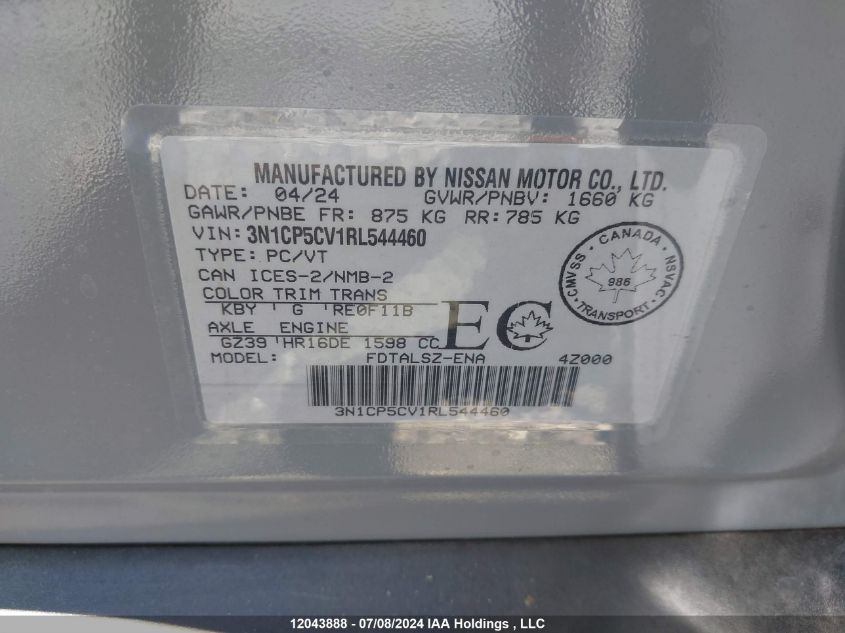 MANUFACTURED BY NISSAN MOTOR CO., LTD.
DATE: 04/24 GVWR/PNBV: 1660 KG
GAWR/PNBE FR: 875 KG RR: 785 KG
VIN: 3N1CP5CV1RL544460
TYPE: PC/VT
CAN ICES-2/NMB-2
COLOR TRIM TRANS
KBY G RE0F11B
AXLE ENGINE
GZ39 HR16DE 1598 CC
MODEL: FDTALSZ-ENA 4Z000
3N1CP5CV1RL544460
EC
CANADA
CMVSS NSVAC
986
TRANSPORT
12043888 - 07/08/2024 IAA Holdings , LLC